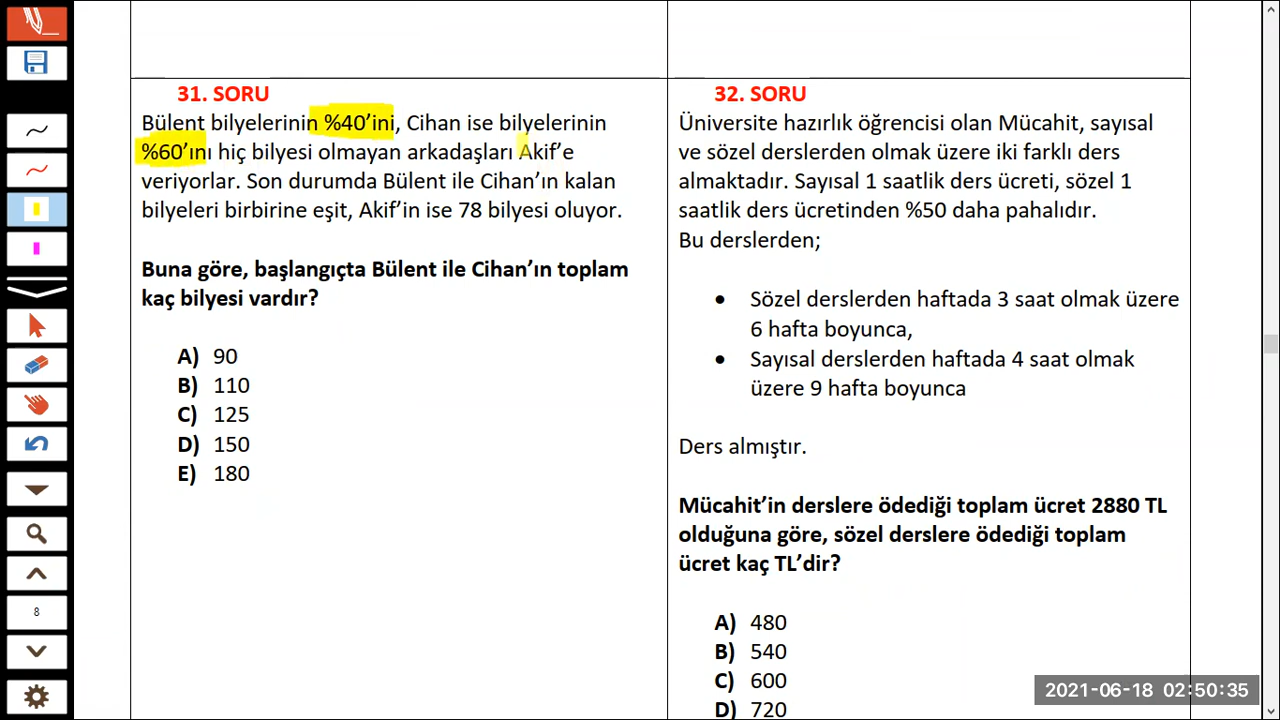 31. SORU
Bülent bilyelerinin %40’ini, Cihan ise bilyelerinin
%60’ını hiç bilyesi olmayan arkadaşları Akif’e
veriyorlar. Son durumda Bülent ile Cihan’ın kalan
bilyeleri birbirine eşit, Akif’in ise 78 bilyesi oluyor.
Buna göre, başlangıçta Bülent ile Cihan’ın toplam
kaç bilyesi vardır?
A) 90
B) 110
C) 125
D) 150
E) 180
32. SORU
Üniversite hazırlık öğrencisi olan Mücahit, sayısal
ve sözel derslerden olmak üzere iki farklı ders
almaktadır. Sayısal 1 saatlik ders ücreti, sözel 1
saatlik ders ücretinden %50 daha pahalıdır.
Bu derslerden;
• Sözel derslerden haftada 3 saat olmak üzere
6 hafta boyunca,
• Sayısal derslerden haftada 4 saat olmak
üzere 9 hafta boyunca
Ders almıştır.
Mücahit’in derslere ödediği toplam ücret 2880 TL
olduğuna göre, sözel derslere ödediği toplam
ücret kaç TL’dir?
A) 480
B) 540
C) 600
D) 720
8
2021-06-18 02:50:35